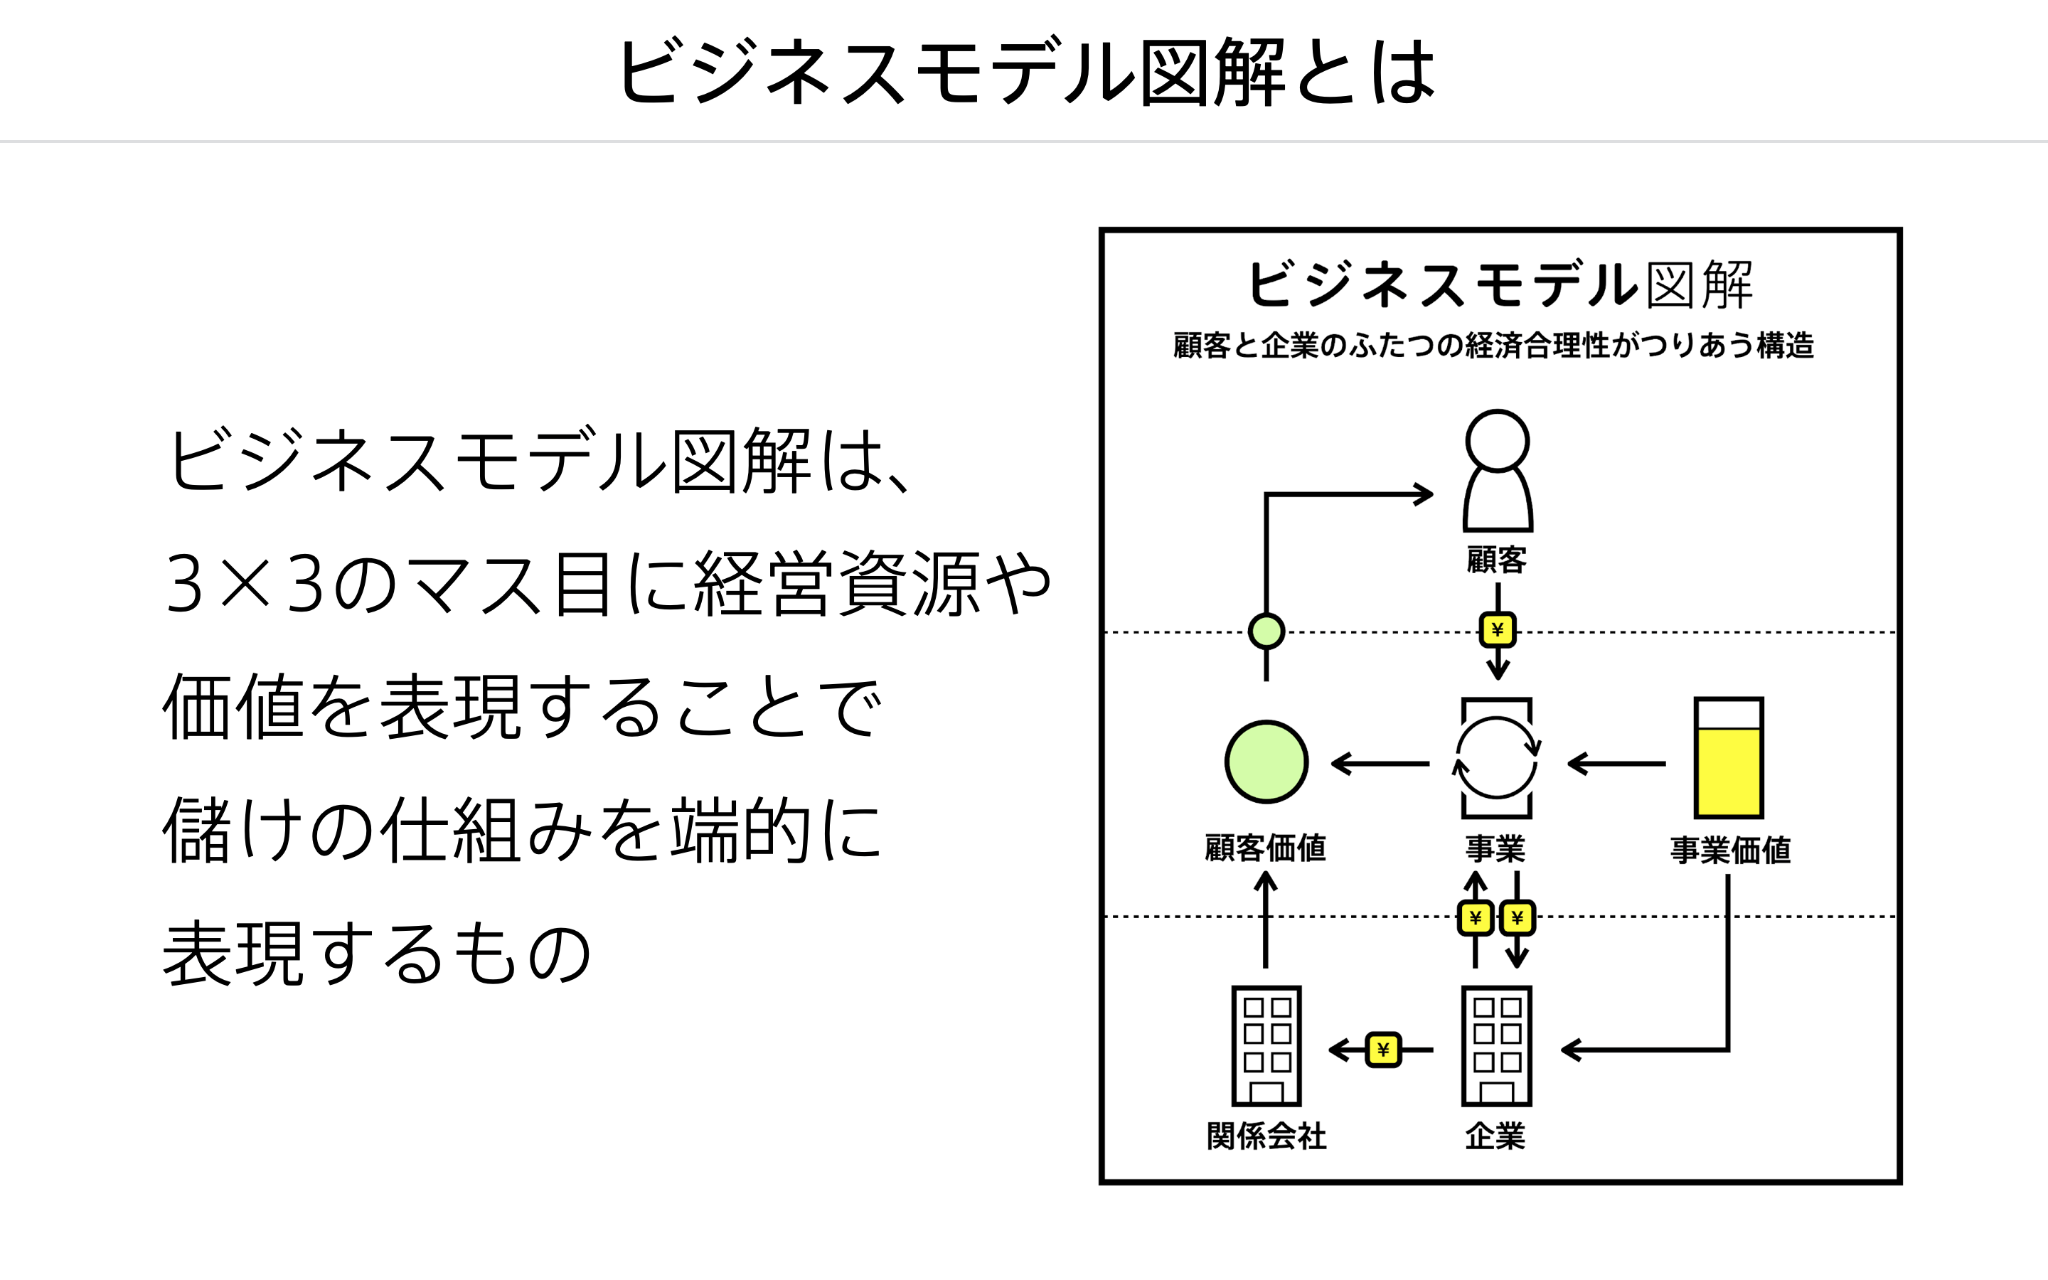 ビジネスモデル図解とは
ビジネスモデル図解は、
3×3のマス目に経営資源や
価値を表現することで
儲けの仕組みを端的に
表現するもの
ビジネスモデル図解
顧客と企業のふたつの経済合理性がつりあう構造
顧客
¥
顧客価値
事業
事業価値
¥ ¥
¥
関係会社
企業